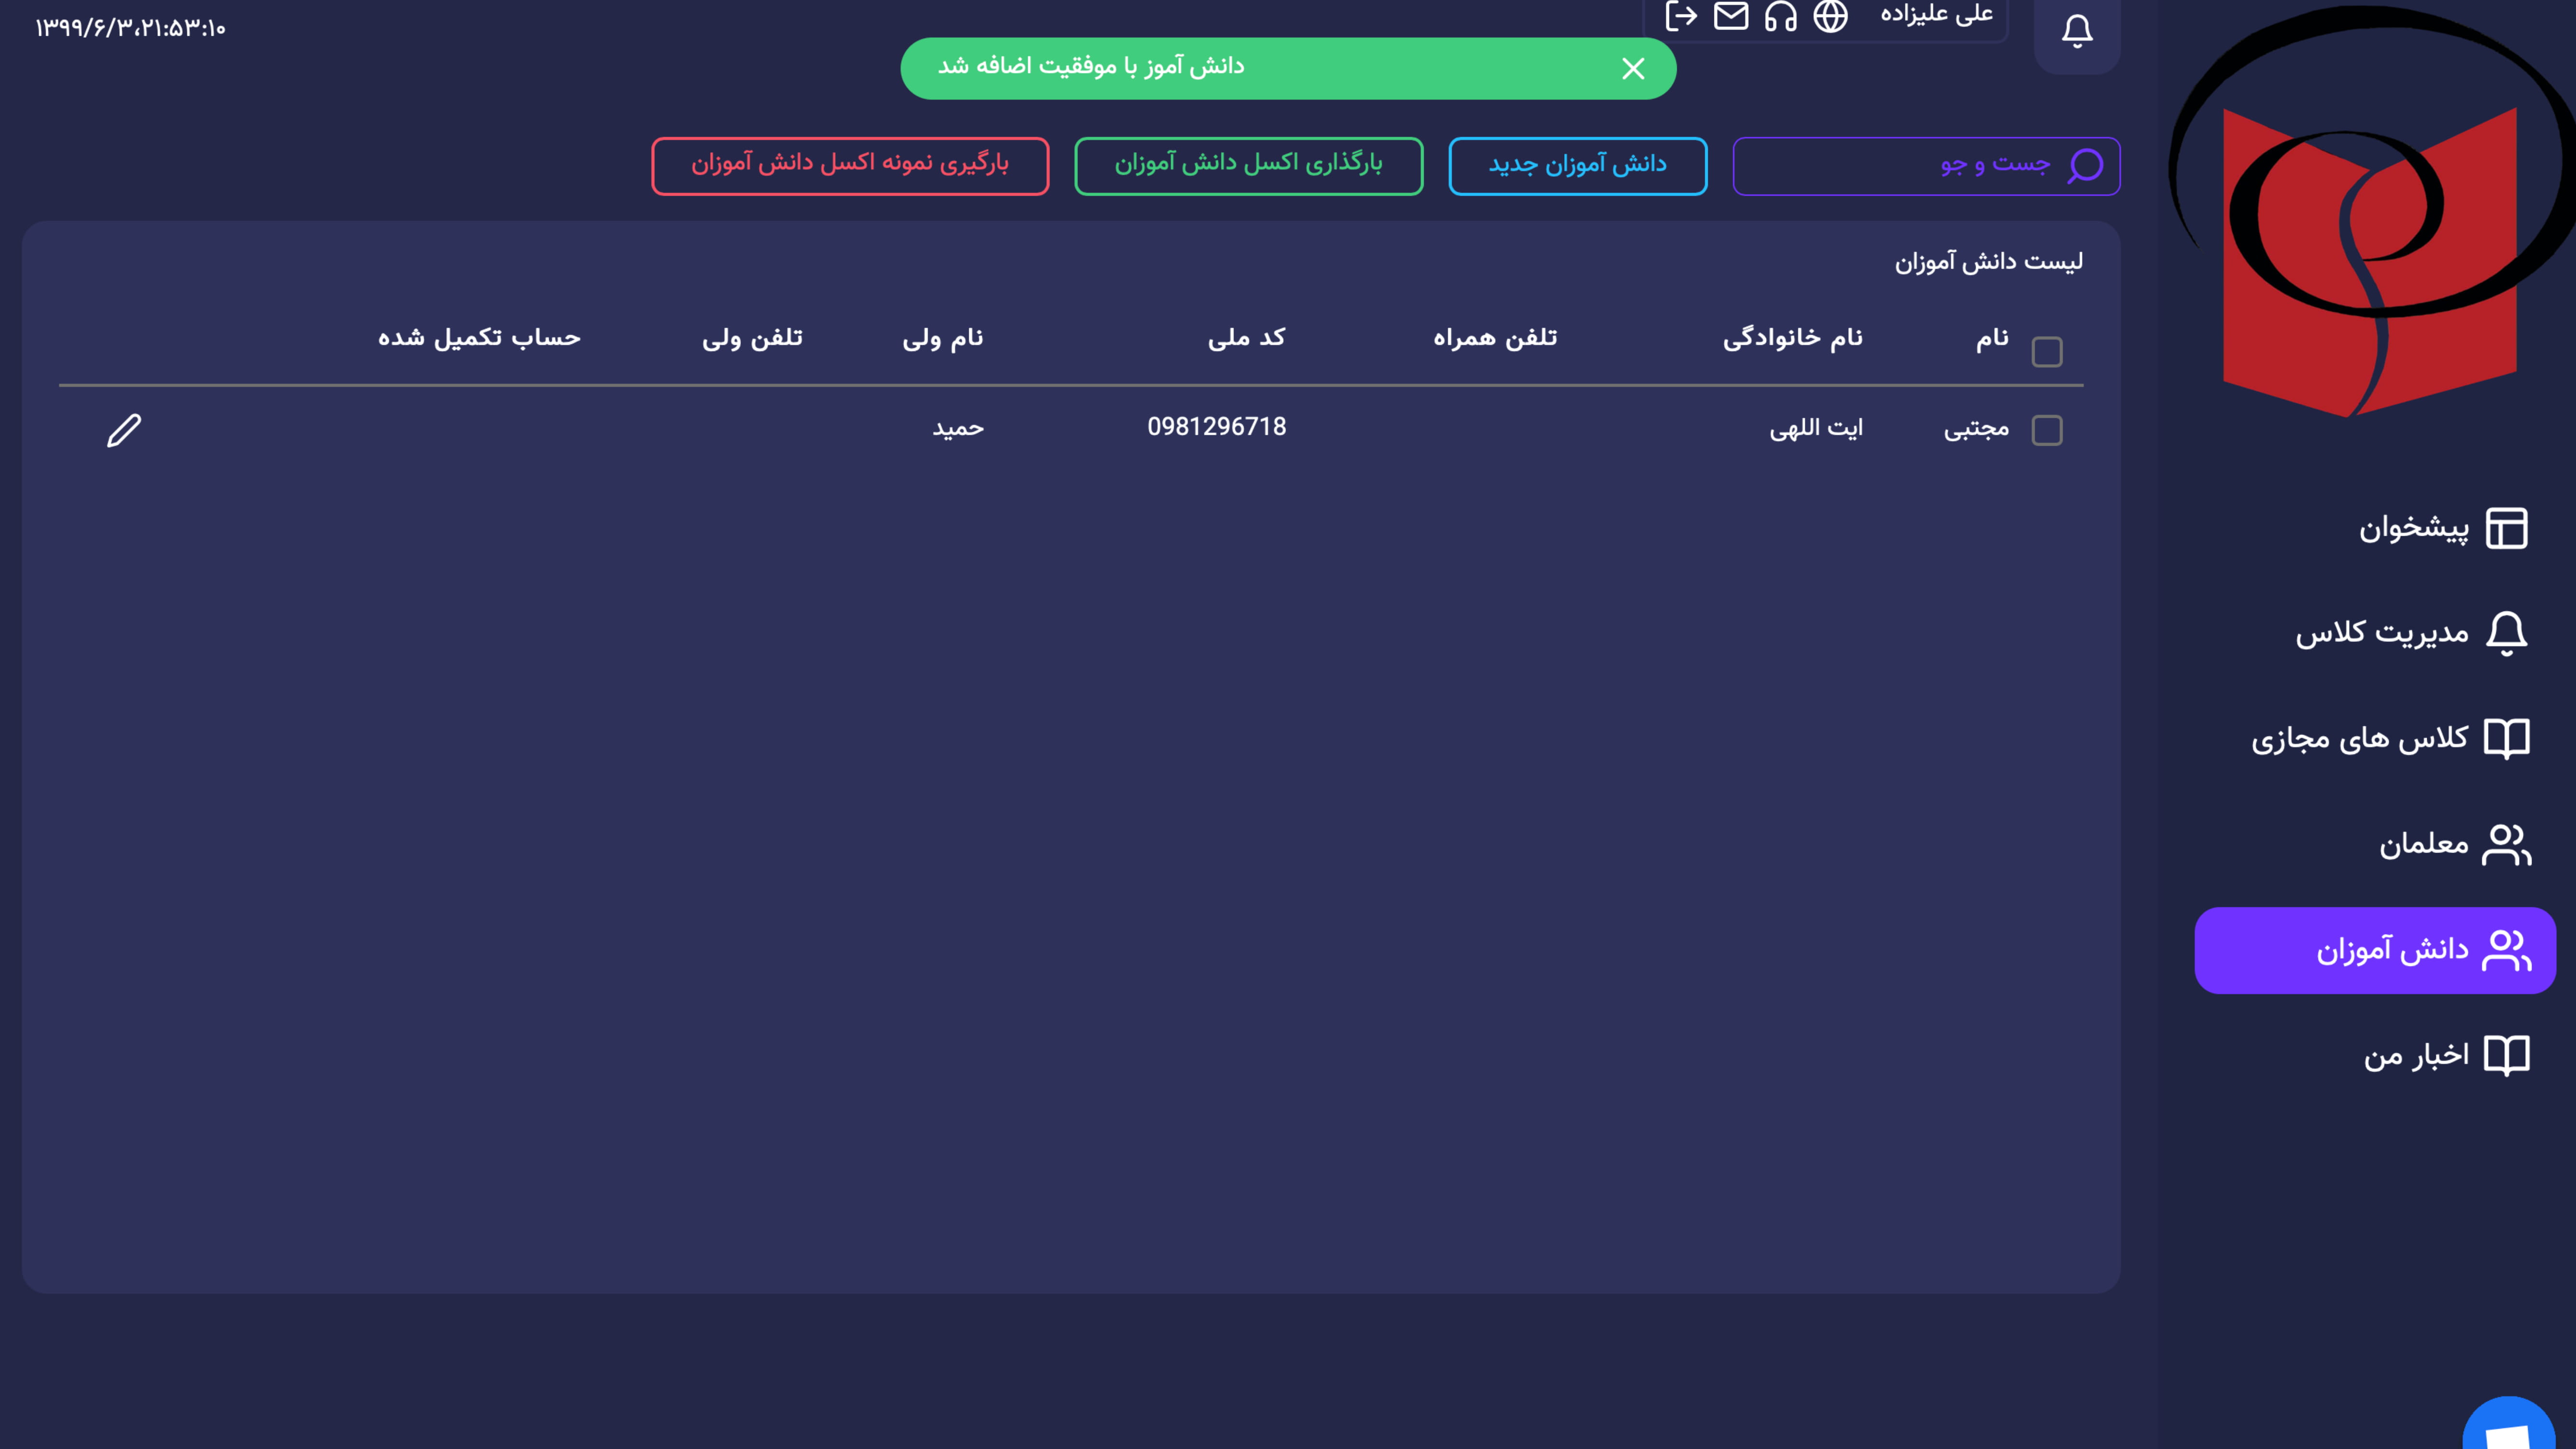 علی علیزاده
۱۳۹۹/۶/۳،۲۱:۵۳:۱۰
دانش آموز با موفقیت اضافه شد
جست و جو
دانش آموزان جدید
بارگذاری اکسل دانش آموزان
بارگیری نمونه اکسل دانش آموزان
لیست دانش آموزان
نام نام خانوادگی تلفن همراه کد ملی نام ولی تلفن ولی حساب تکمیل شده
مجتبی ایت اللهی 0981296718 حمید
پیشخوان
مدیریت کلاس
کلاس های مجازی
معلمان
دانش آموزان
اخبار من